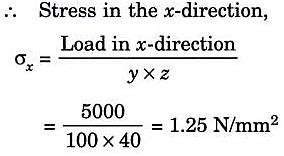 ∴ Stress in the x-direction,
σₓ = Load in x-direction / y × z
= 5000 / 100 × 40 = 1.25 N/mm²